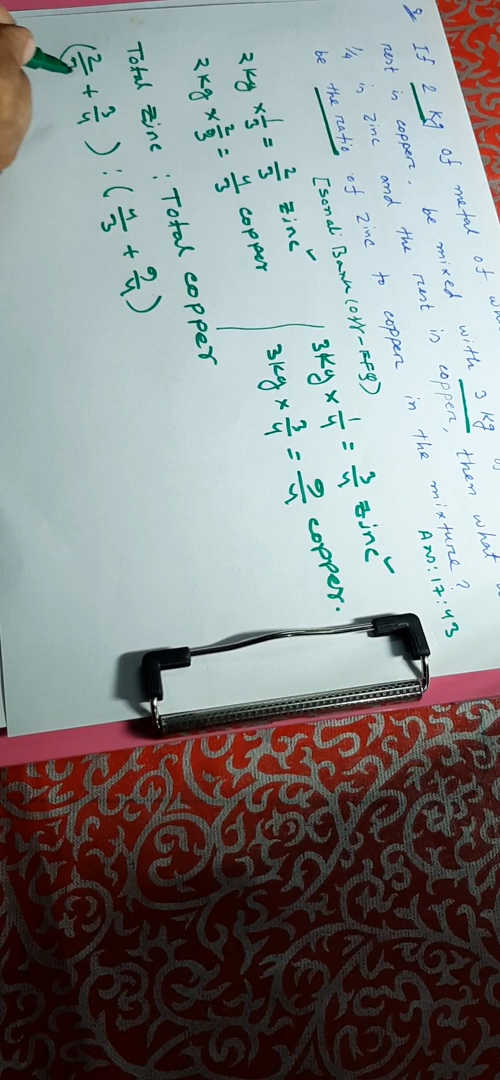 If 2 kg of metal of
rest is copper, be mixed with 3 kg
1/4 is zinc and the rest is copper, then what
be the ratio of zinc to copper in the mixture?
[Sonali Bank (Off-FF)] Ans: 17:43
2kg × 1/3 = 2/3 zinc ✓
2kg × 2/3 = 4/3 copper
3kg × 1/4 = 3/4 zinc ✓
3kg × 3/4 = 9/4 copper.
Total zinc : Total copper
(2/3 + 3/4) : (4/3 + 9/4)